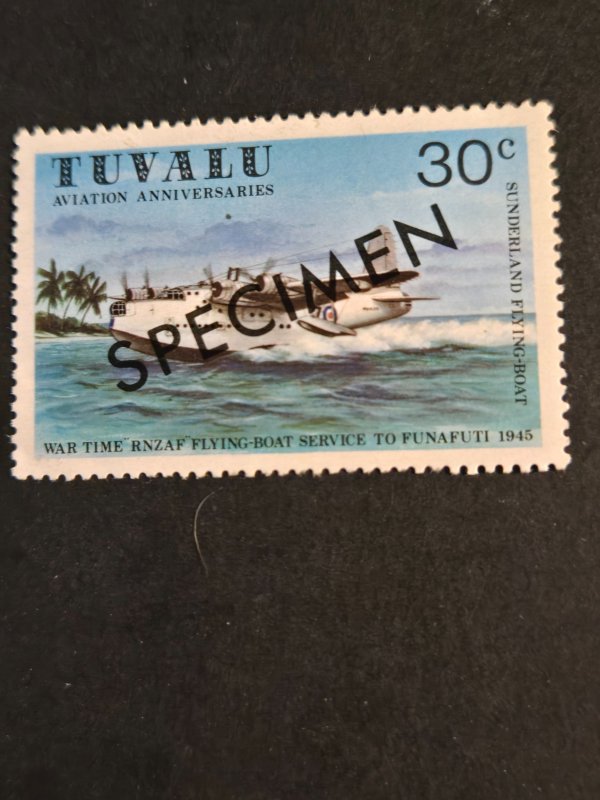 TUVALU
AVIATION ANNIVERSARIES
30c
SUNDERLAND FLYING-BOAT
SPECIMEN
WAR TIME "RNZAF" FLYING-BOAT SERVICE TO FUNAFUTI 1945